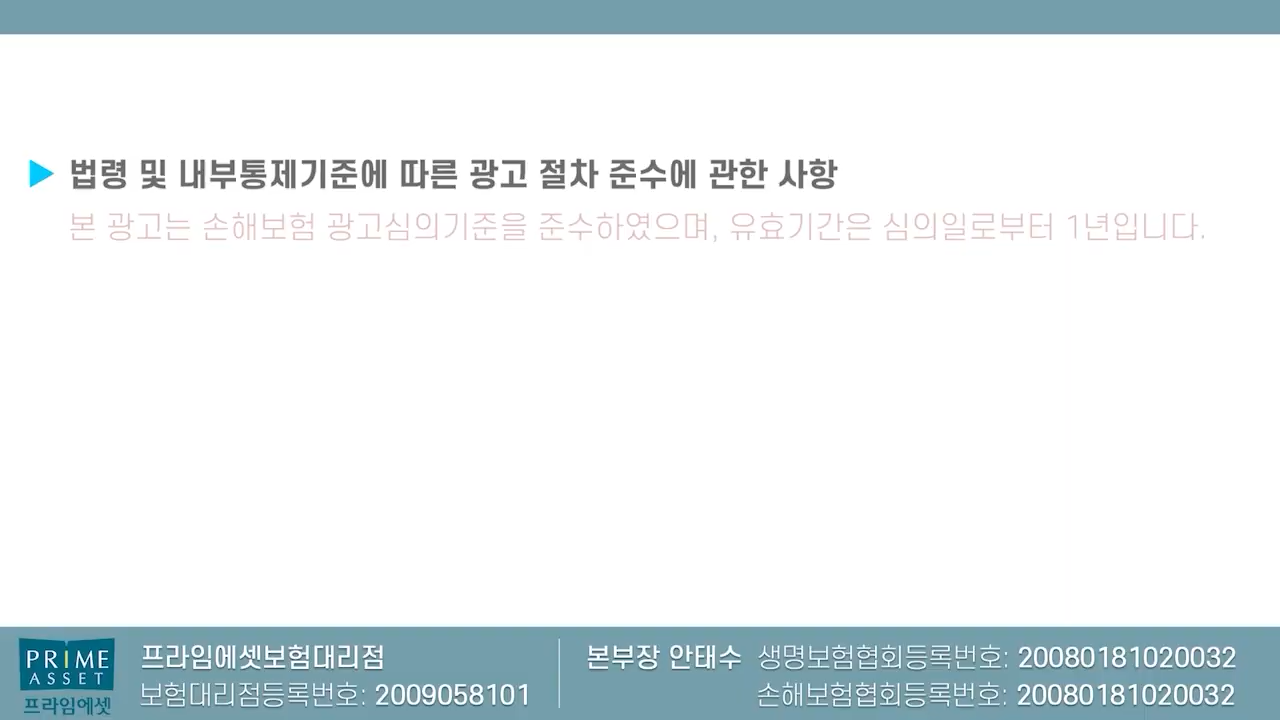 ▶ 법령 및 내부통제기준에 따른 광고 절차 준수에 관한 사항
본 광고는 손해보험 광고심의기준을 준수하였으며, 유효기간은 심의일로부터 1년입니다.
PRIME
ASSET
프라임에셋
프라임에셋보험대리점
보험대리점등록번호: 2009058101
본부장 안태수 생명보험협회등록번호: 20080181020032
손해보험협회등록번호: 20080181020032